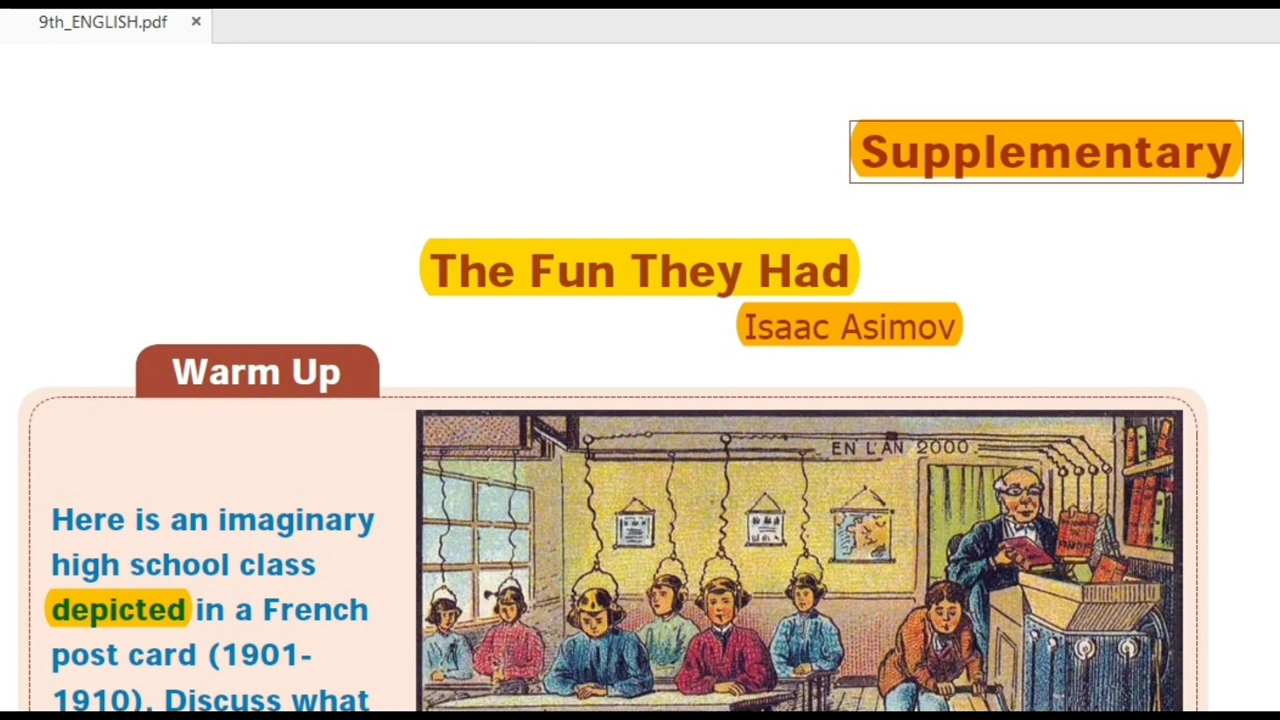 9th_ENGLISH.pdf ×
Supplementary
The Fun They Had
Isaac Asimov
Warm Up
EN L'AN 2000
Here is an imaginary
high school class
depicted in a French
post card (1901-
1910). Discuss what